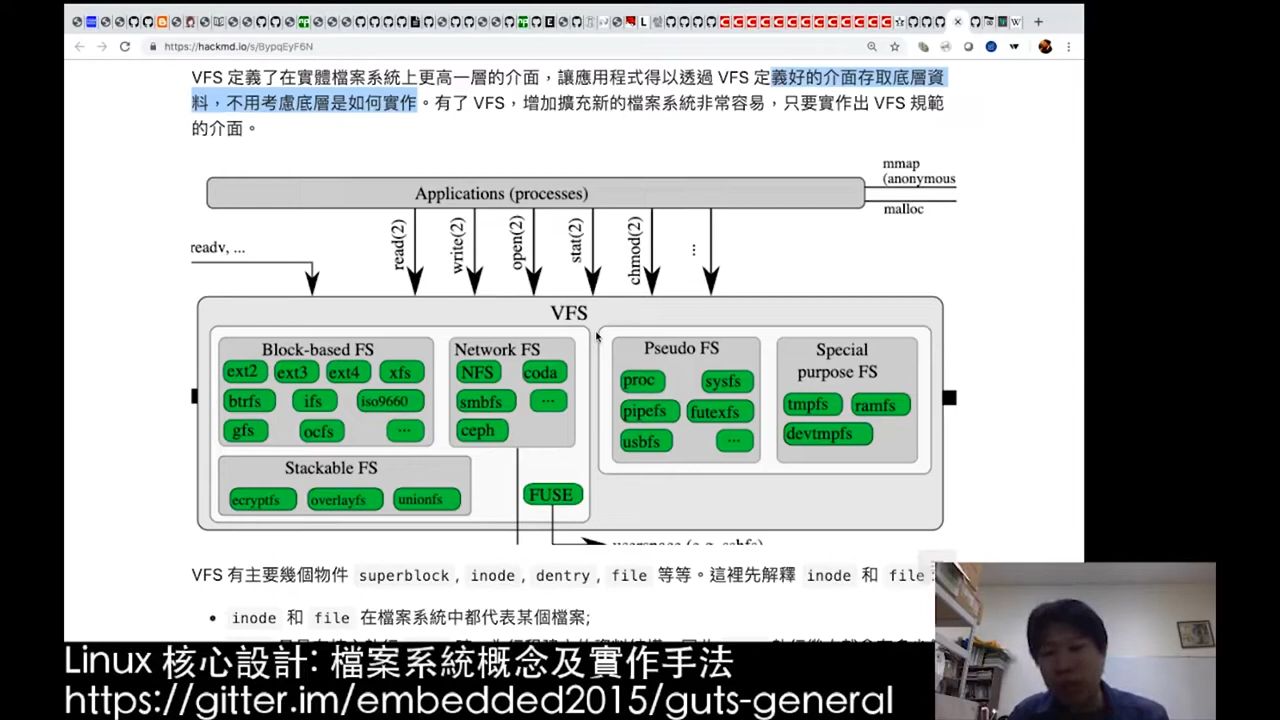 https://hackmd.io/s/BypqEyF6N
VFS 定義了在實體檔案系統上更高一層的介面，讓應用程式得以透過 VFS 定義好的介面存取底層資
料，不用考慮底層是如何實作。有了 VFS，增加擴充新的檔案系統非常容易，只要實作出 VFS 規範
的介面。
mmap
(anonymous
malloc
Applications (processes)
readv, ...
read(2)
write(2)
open(2)
stat(2)
chmod(2)
...
VFS
Block-based FS
ext2 ext3 ext4 xfs
btrfs ifs iso9660
gfs ocfs ...
Network FS
NFS coda
smbfs ...
ceph
Pseudo FS
proc sysfs
pipefs futexfs
usbfs ...
Special
purpose FS
tmpfs ramfs
devtmpfs
Stackable FS
ecryptfs overlayfs unionfs
FUSE
VFS 有主要幾個物件 superblock, inode, dentry, file 等等。這裡先解釋 inode 和 file
• inode 和 file 在檔案系統中都代表某個檔案;
Linux 核心設計: 檔案系統概念及實作手法
https://gitter.im/embedded2015/guts-general